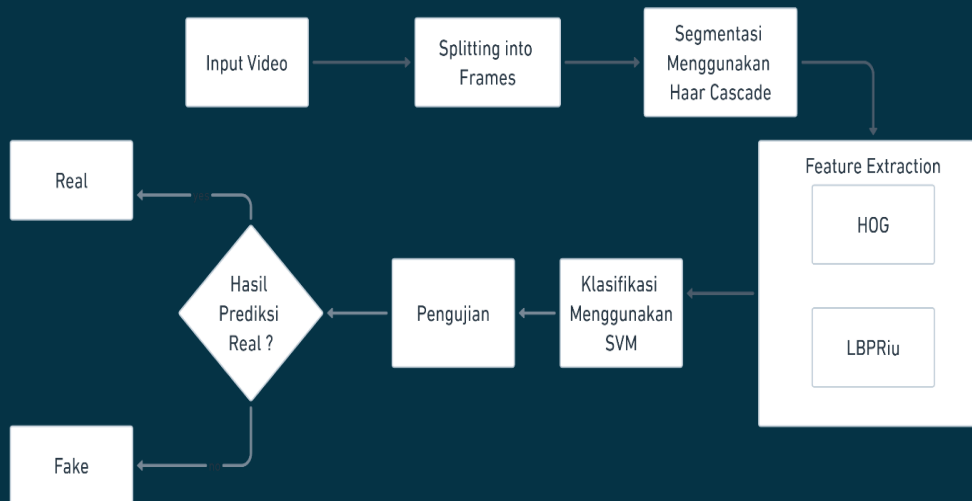 Input Video
Splitting into
Frames
Segmentasi
Menggunakan
Haar Cascade
Feature Extraction
HOG
LBPRiu
Klasifikasi
Menggunakan
SVM
Pengujian
Hasil
Prediksi
Real ?
Real
Fake